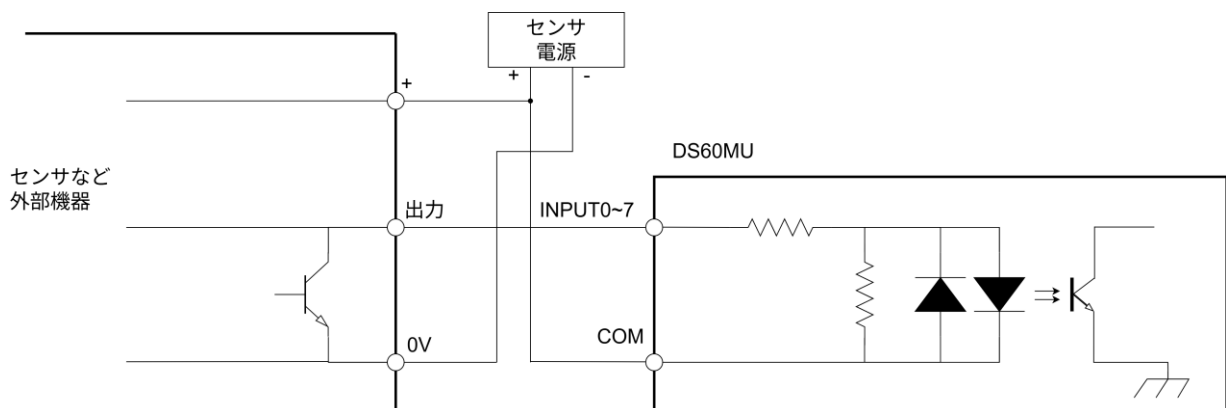 センサ
電源
+ -
+
DS60MU
センサなど
外部機器
出力
INPUT0~7
0V
COM